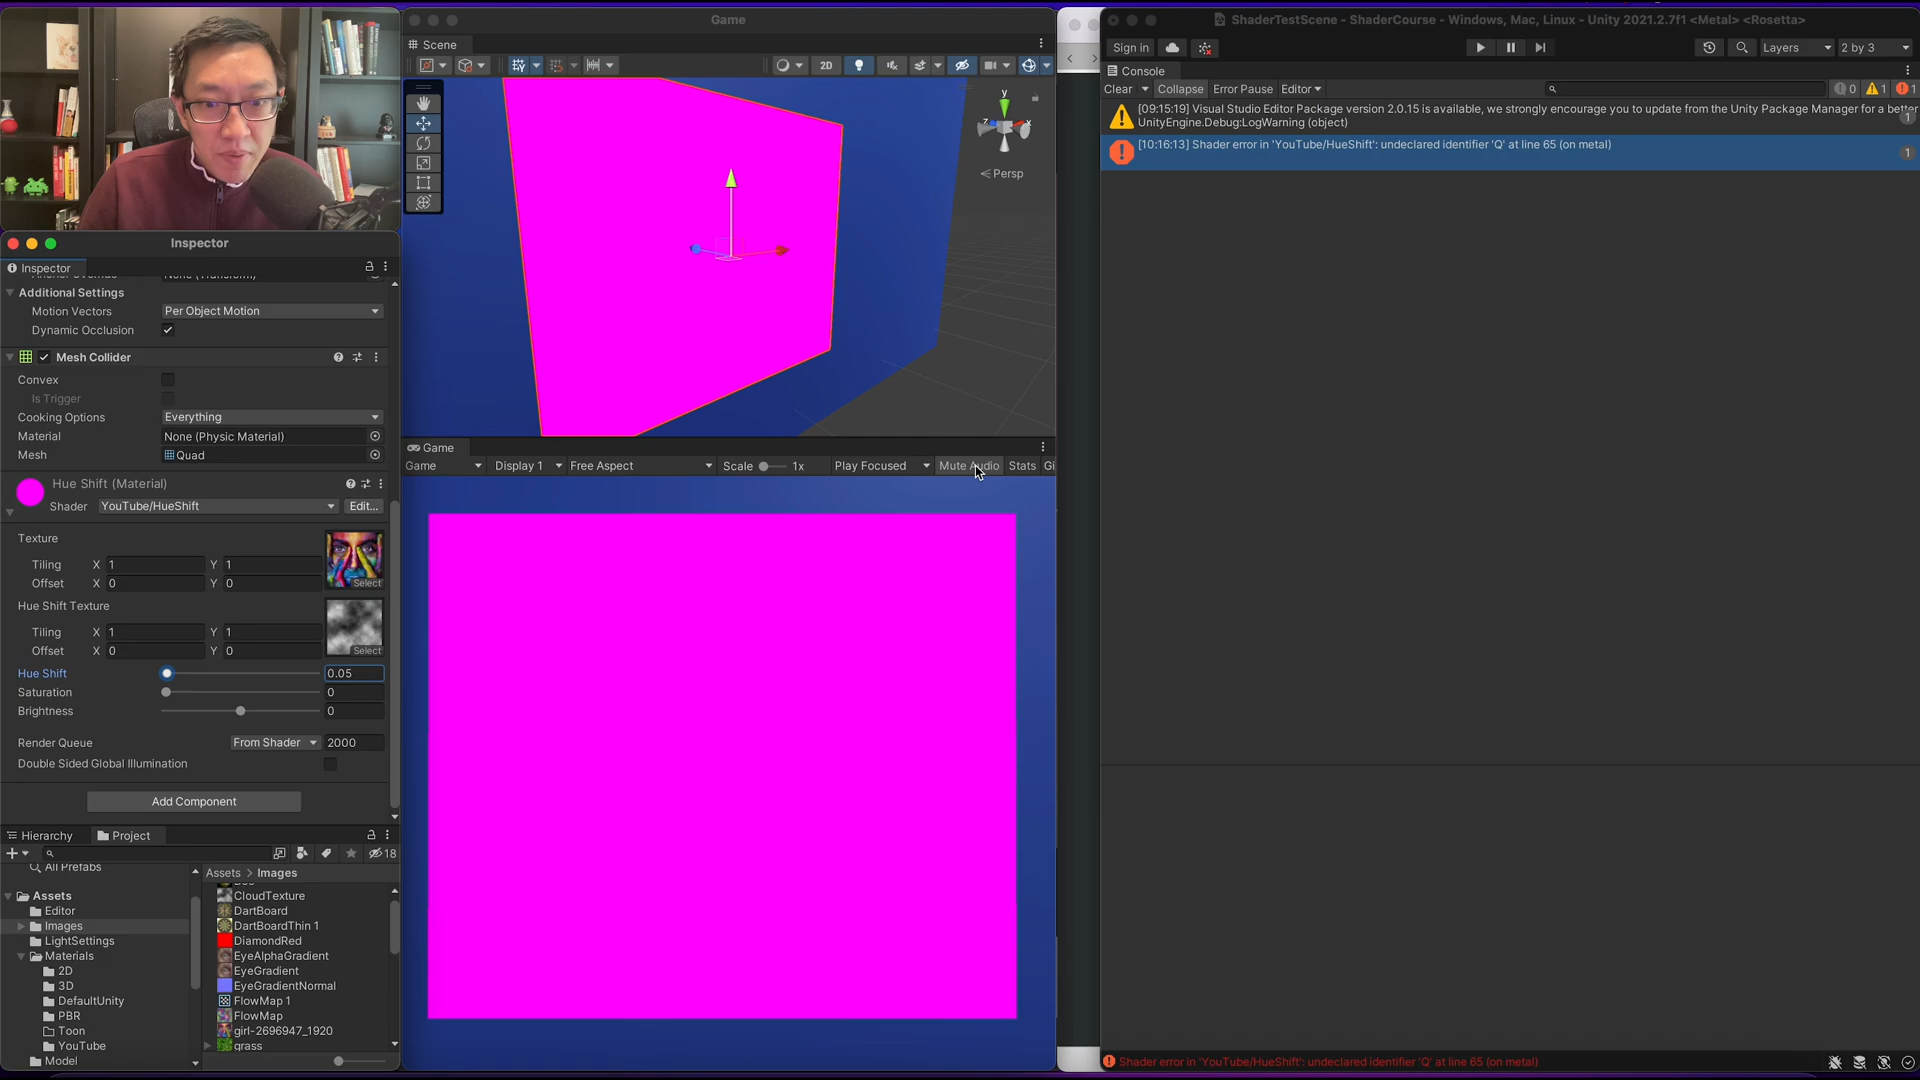 Game
Scene
2D
y
z
x
Persp
Inspector
Inspector
Additional Settings
Motion Vectors Per Object Motion
Dynamic Occlusion
Mesh Collider
Convex
Is Trigger
Cooking Options Everything
Material None (Physic Material)
Mesh Quad
Hue Shift (Material)
Shader YouTube/HueShift Edit...
Texture
Tiling X 1 Y 1
Offset X 0 Y 0
Select
Hue Shift Texture
Tiling X 1 Y 1
Offset X 0 Y 0
Select
Hue Shift 0.05
Saturation 0
Brightness 0
Render Queue From Shader 2000
Double Sided Global Illumination
Add Component
Hierarchy Project
18
All Prefabs
Assets
Editor
Images
LightSettings
Materials
2D
3D
DefaultUnity
PBR
Toon
YouTube
Model
Assets > Images
CloudTexture
DartBoard
DartBoardThin 1
DiamondRed
EyeAlphaGradient
EyeGradient
EyeGradientNormal
FlowMap 1
FlowMap
girl-2696947_1920
grass
Game
Game Display 1 Free Aspect Scale 1x Play Focused Mute Audio Stats Gi
ShaderTestScene - ShaderCourse - Windows, Mac, Linux - Unity 2021.2.7f1 <Metal> <Rosetta>
Sign in Layers 2 by 3
Console
Clear Collapse Error Pause Editor 0 1 1
[09:15:19] Visual Studio Editor Package version 2.0.15 is available, we strongly encourage you to update from the Unity Package Manager for a better
UnityEngine.Debug:LogWarning (object) 1
[10:16:13] Shader error in 'YouTube/HueShift': undeclared identifier 'Q' at line 65 (on metal)
1
Shader error in 'YouTube/HueShift': undeclared identifier 'Q' at line 65 (on metal)